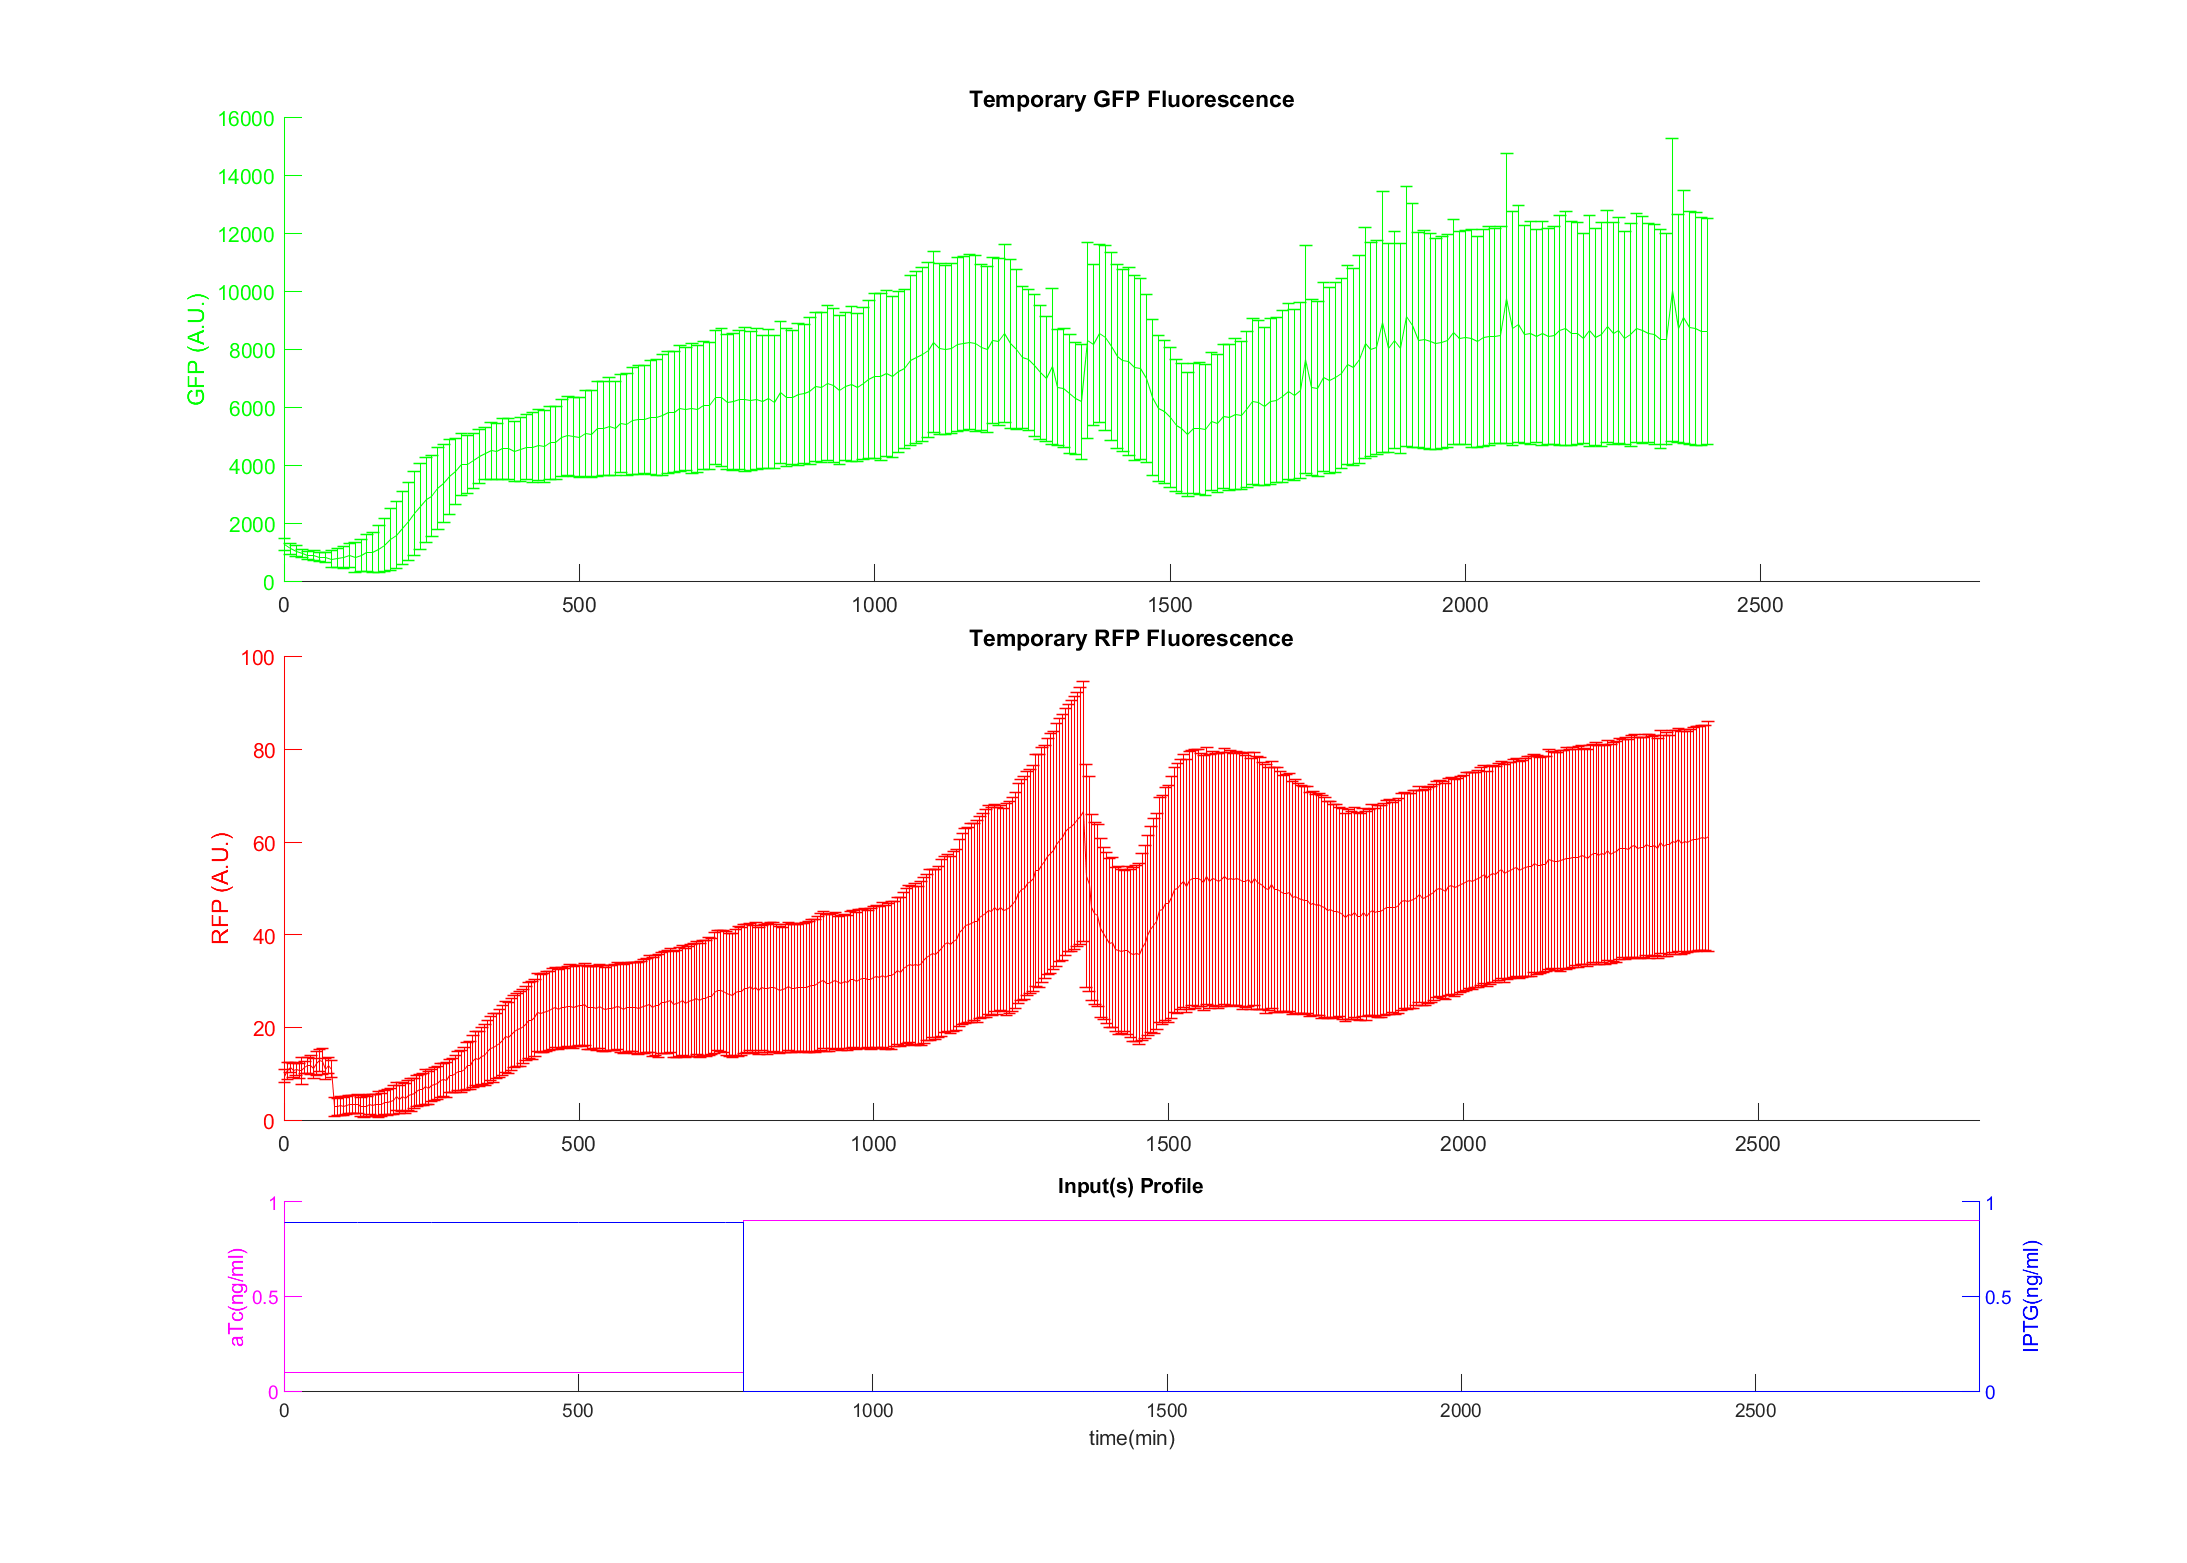 Temporary GFP Fluorescence
16000
14000
12000
10000
8000
6000
4000
2000
0
GFP (A.U.)
0 500 1000 1500 2000 2500
Temporary RFP Fluorescence
100
80
60
40
20
0
RFP (A.U.)
0 500 1000 1500 2000 2500
Input(s) Profile
1
0.5
0
aTc(ng/ml)
1
0.5
0
IPTG(ng/ml)
0 500 1000 1500 2000 2500
time(min)